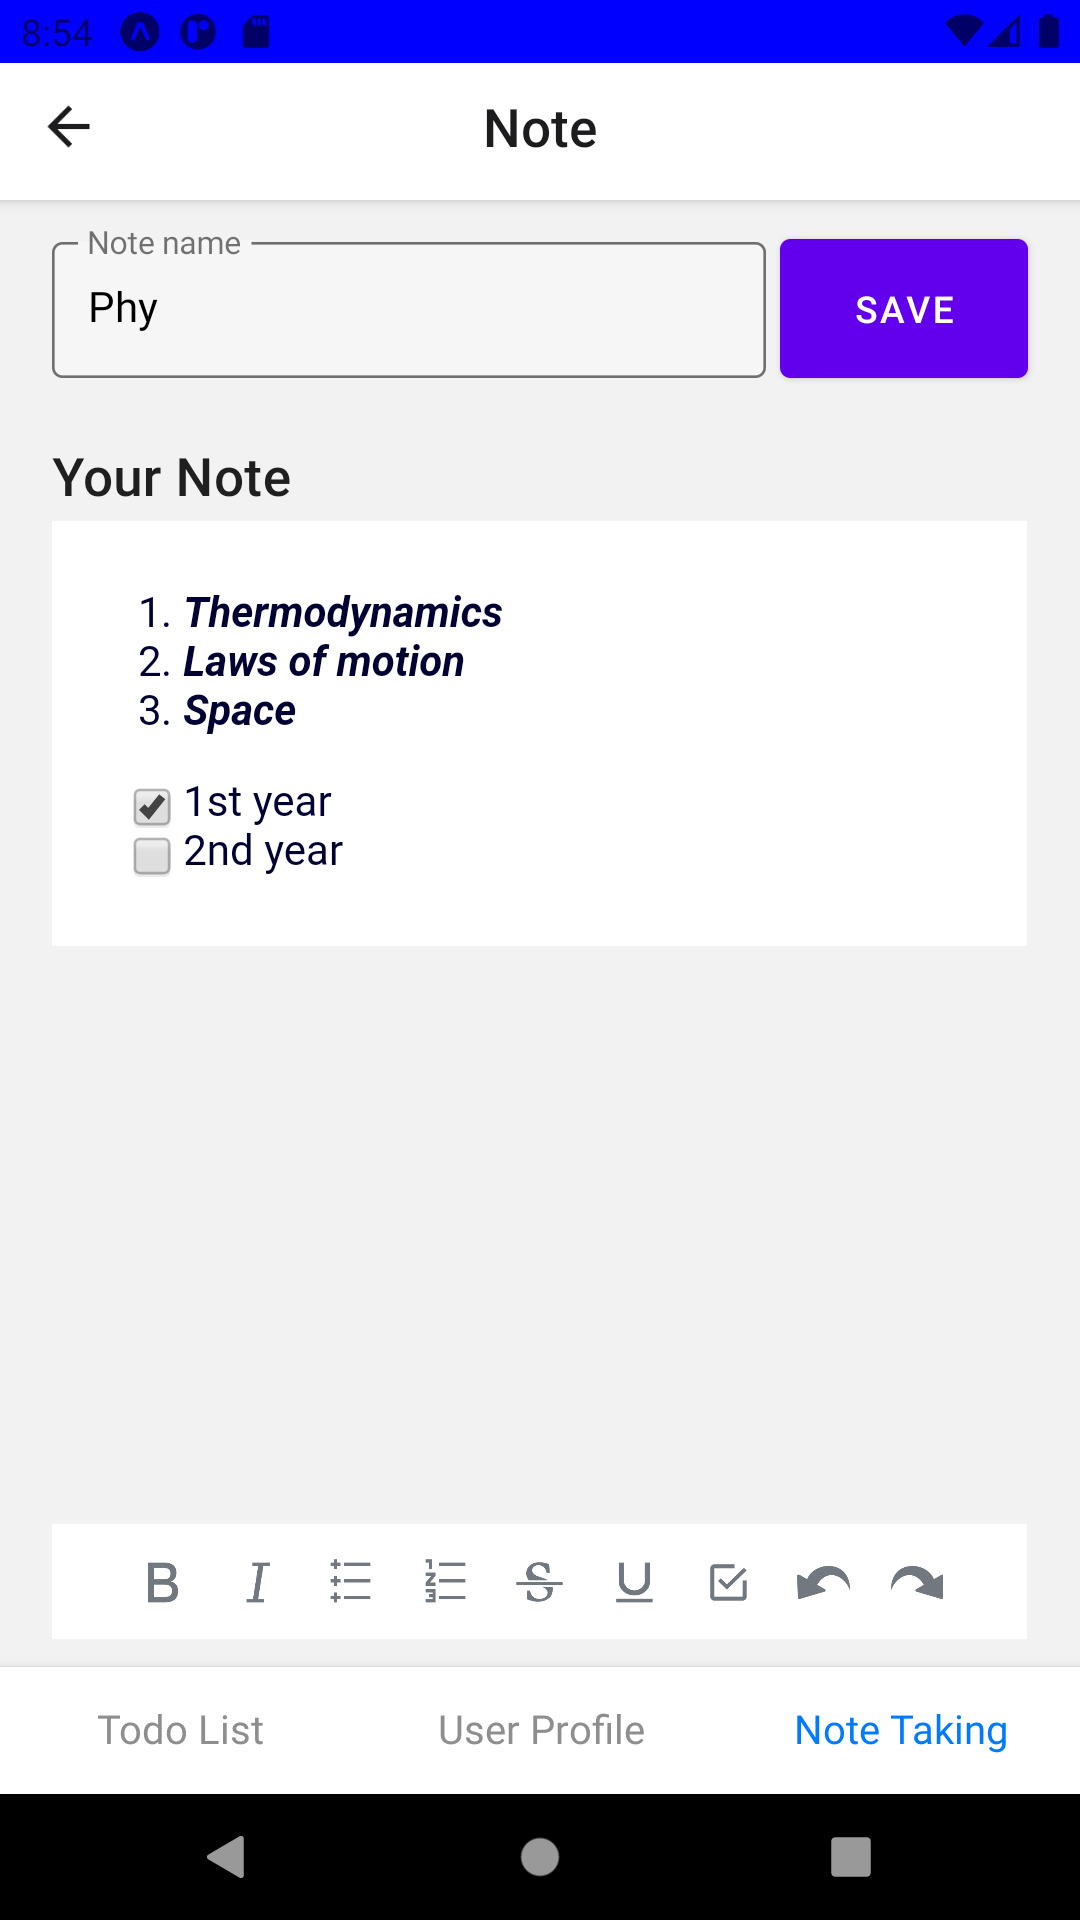 8:54
Note
Note name
Phy
SAVE
Your Note
1. Thermodynamics
2. Laws of motion
3. Space
1st year
2nd year
B I S U
Todo List User Profile Note Taking